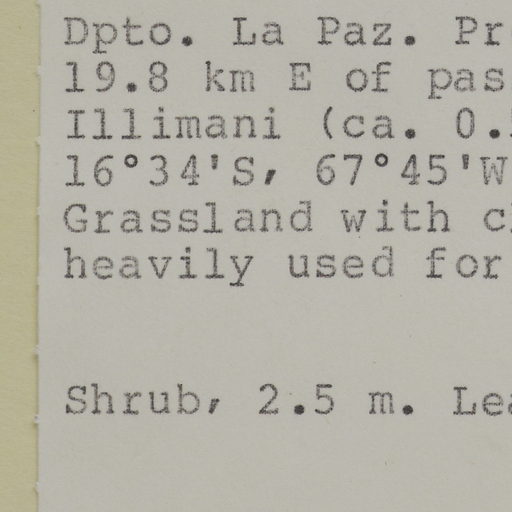 Dpto. La Paz. Pr
19.8 km E of pas
Illimani (ca. 0.
16°34'S, 67°45'W
Grassland with c
heavily used for
Shrub, 2.5 m. Lea